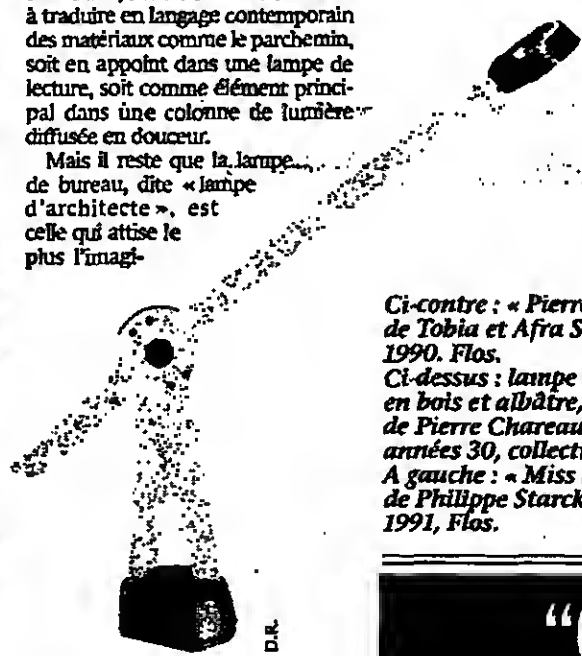 à traduire en langage contemporain
des matériaux comme le parchemin,
soit en appoint dans une lampe de
lecture, soit comme élément princi-
pal dans une colonne de lumière
diffusée en douceur.
Mais il reste que la lampe
de bureau, dite « lampe
d'architecte », est
celle qui attise le
plus l'imagi-
Ci-contre : « Pierr
de Tobia et Afra S
1990. Flos.
Ci-dessus : lampe
en bois et albâtre,
de Pierre Chareau
années 30, collect
A gauche : « Miss
de Philippe Starck
1991, Flos.
D.R.
“